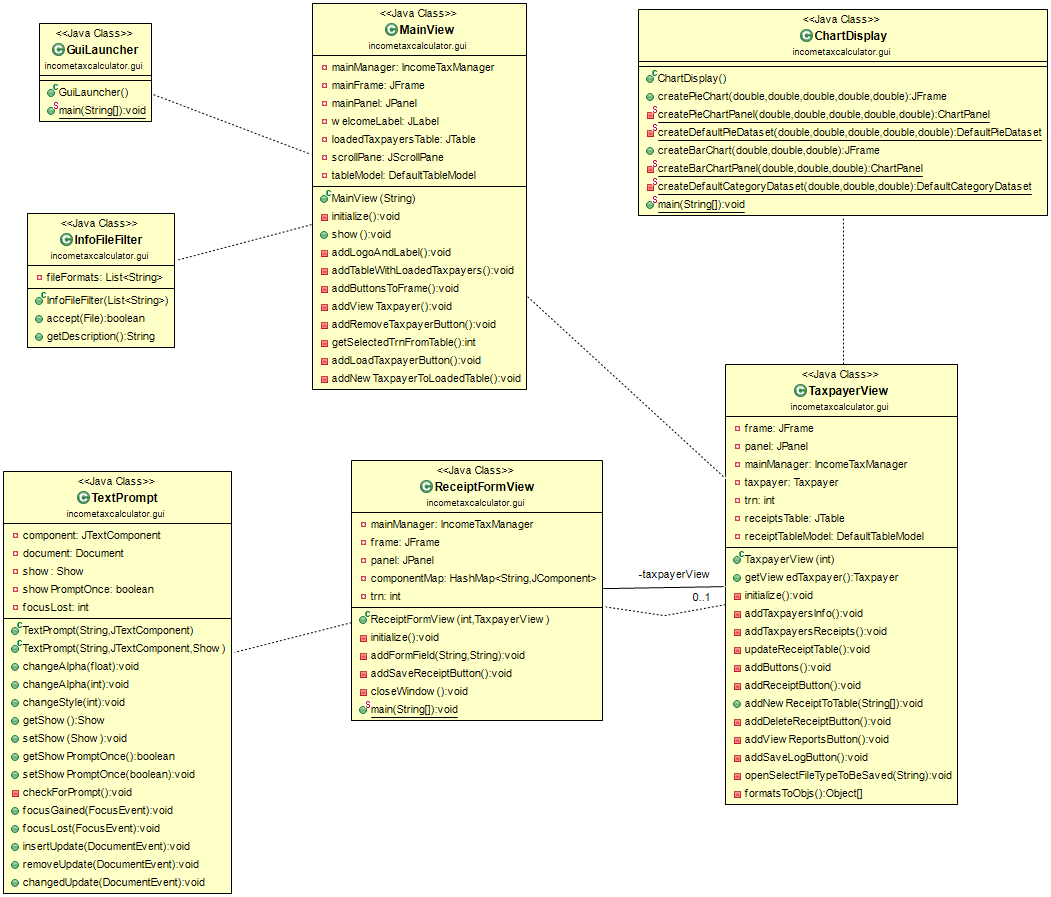 <<Java Class>>
GuiLauncher
incometaxcalculator.gui
GuiLauncher()
main(String[]):void
<<Java Class>>
MainView
incometaxcalculator.gui
mainManager: IncomeTaxManager
mainFrame: JFrame
mainPanel: JPanel
welcomeLabel: JLabel
loadedTaxpayersTable: JTable
scrollPane: JScrollPane
tableModel: DefaultTableModel
MainView(String)
initialize():void
show():void
addLogoAndLabel():void
addTableWithLoadedTaxpayers():void
addButtonsToFrame():void
addViewTaxpayer():void
addRemoveTaxpayerButton():void
getSelectedTrnFromTable():int
addLoadTaxpayerButton():void
addNewTaxpayerToLoadedTable():void
<<Java Class>>
ChartDisplay
incometaxcalculator.gui
ChartDisplay()
createPieChart(double,double,double,double,double):JFrame
createPieChartPanel(double,double,double,double,double):ChartPanel
createDefaultPieDataset(double,double,double,double,double):DefaultPieDataset
createBarChart(double,double,double):JFrame
createBarChartPanel(double,double,double):ChartPanel
createDefaultCategoryDataset(double,double,double):DefaultCategoryDataset
main(String[]):void
<<Java Class>>
InfoFileFilter
incometaxcalculator.gui
fileFormats: List<String>
InfoFileFilter(List<String>)
accept(File):boolean
getDescription():String
<<Java Class>>
TaxpayerView
incometaxcalculator.gui
frame: JFrame
panel: JPanel
mainManager: IncomeTaxManager
taxpayer: Taxpayer
trn: int
receiptsTable: JTable
receiptTableModel: DefaultTableModel
TaxpayerView(int)
getViewedTaxpayer():Taxpayer
initialize():void
addTaxpayersInfo():void
addTaxpayersReceipts():void
updateReceiptTable():void
addButtons():void
addReceiptButton():void
addNewReceiptToTable(String[]):void
addDeleteReceiptButton():void
addViewReportsButton():void
addSaveLogButton():void
openSelectFileTypeToBeSaved(String):void
formatsToObjs():Object[]
<<Java Class>>
TextPrompt
incometaxcalculator.gui
component: JTextComponent
document: Document
show: Show
showPromptOnce: boolean
focusLost: int
TextPrompt(String,JTextComponent)
TextPrompt(String,JTextComponent,Show)
changeAlpha(float):void
changeAlpha(int):void
changeStyle(int):void
getShow():Show
setShow(Show):void
getShowPromptOnce():boolean
setShowPromptOnce(boolean):void
checkForPrompt():void
focusGained(FocusEvent):void
focusLost(FocusEvent):void
insertUpdate(DocumentEvent):void
removeUpdate(DocumentEvent):void
changedUpdate(DocumentEvent):void
<<Java Class>>
ReceiptFormView
incometaxcalculator.gui
mainManager: IncomeTaxManager
frame: JFrame
panel: JPanel
componentMap: HashMap<String,JComponent>
trn: int
ReceiptFormView(int,TaxpayerView)
initialize():void
addFormField(String,String):void
addSaveReceiptButton():void
closeWindow():void
main(String[]):void
-taxpayerView
0..1